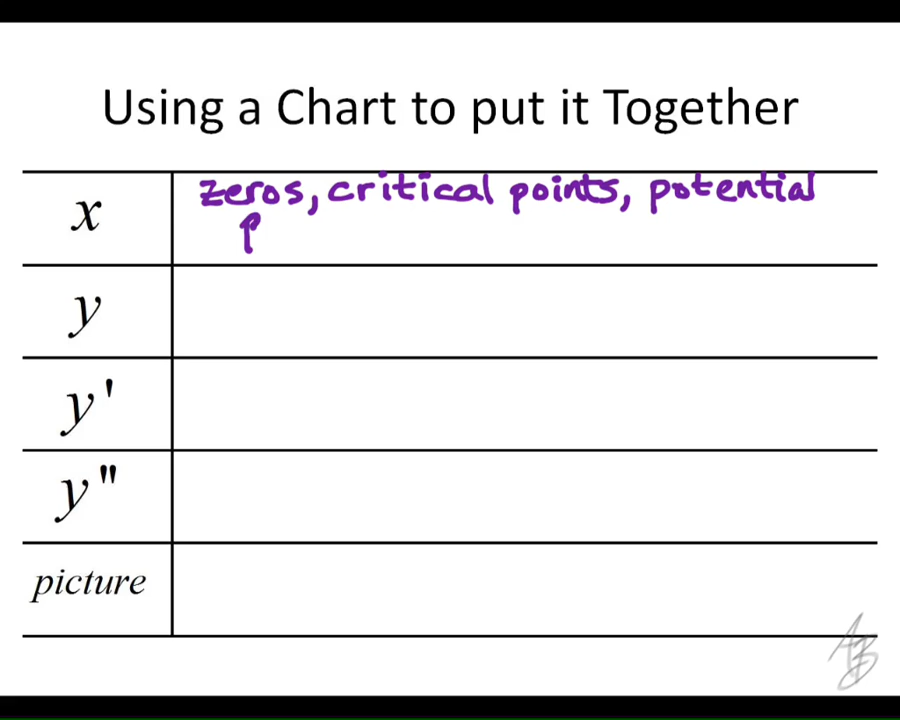 Using a Chart to put it Together
x zeros, critical points, potential
p
y
y'
y"
picture